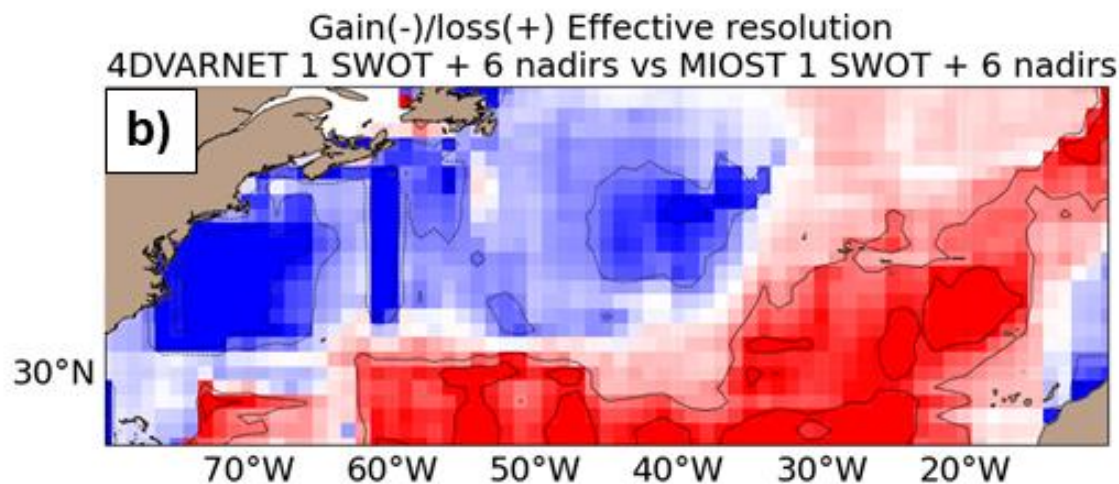 Gain(-)/loss(+) Effective resolution
4DVARNET 1 SWOT + 6 nadirs vs MIOST 1 SWOT + 6 nadirs
b)
30°N
70°W 60°W 50°W 40°W 30°W 20°W